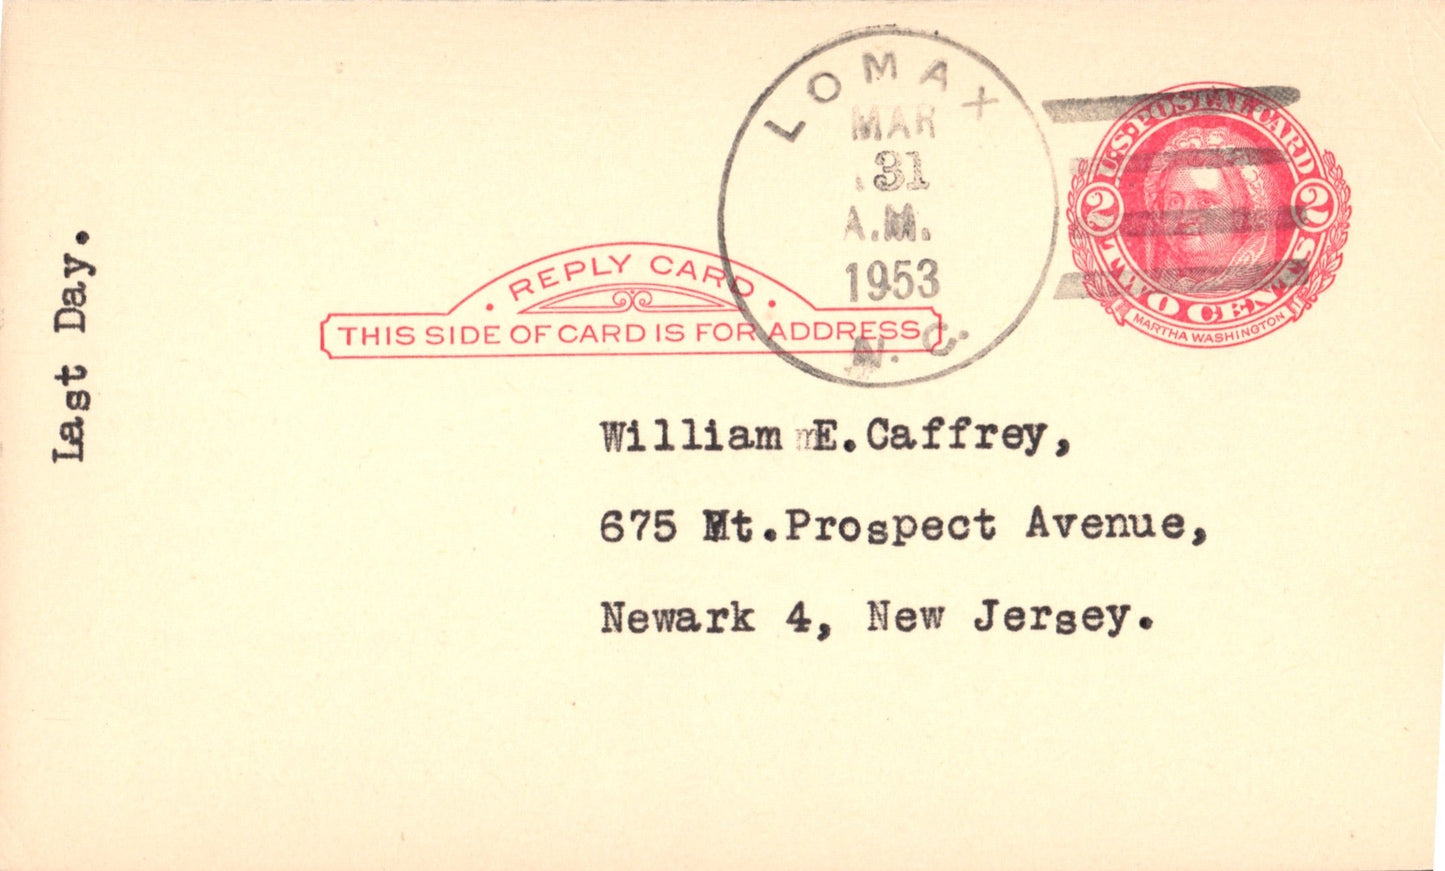 LOMAX
MAR
31
A.M.
1953
N. C.
U.S. POSTAL CARD
2 2
TWO CENTS
MARTHA WASHINGTON
· REPLY CARD ·
THIS SIDE OF CARD IS FOR ADDRESS
Last Day.
William E.Caffrey,
675 Mt.Prospect Avenue,
Newark 4, New Jersey.